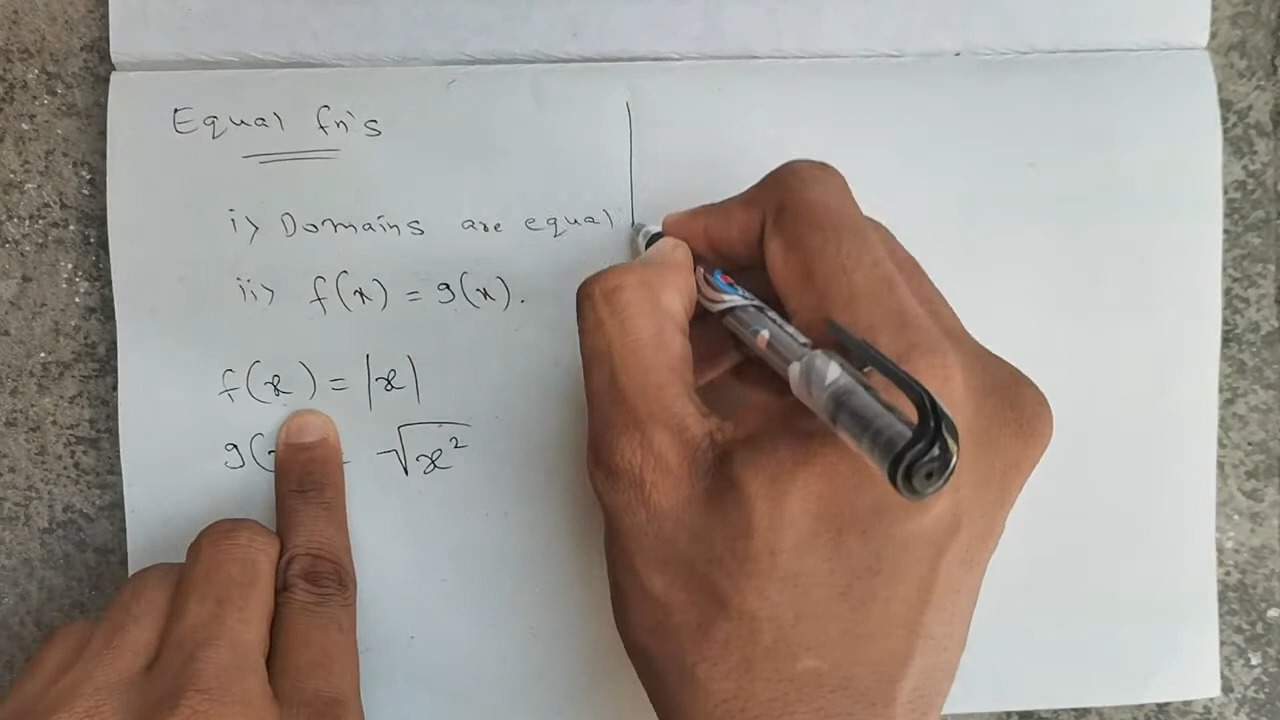 Equal fn's
i) Domains are equal
ii) f(x) = g(x).
f(x) = |x|
g( √x²